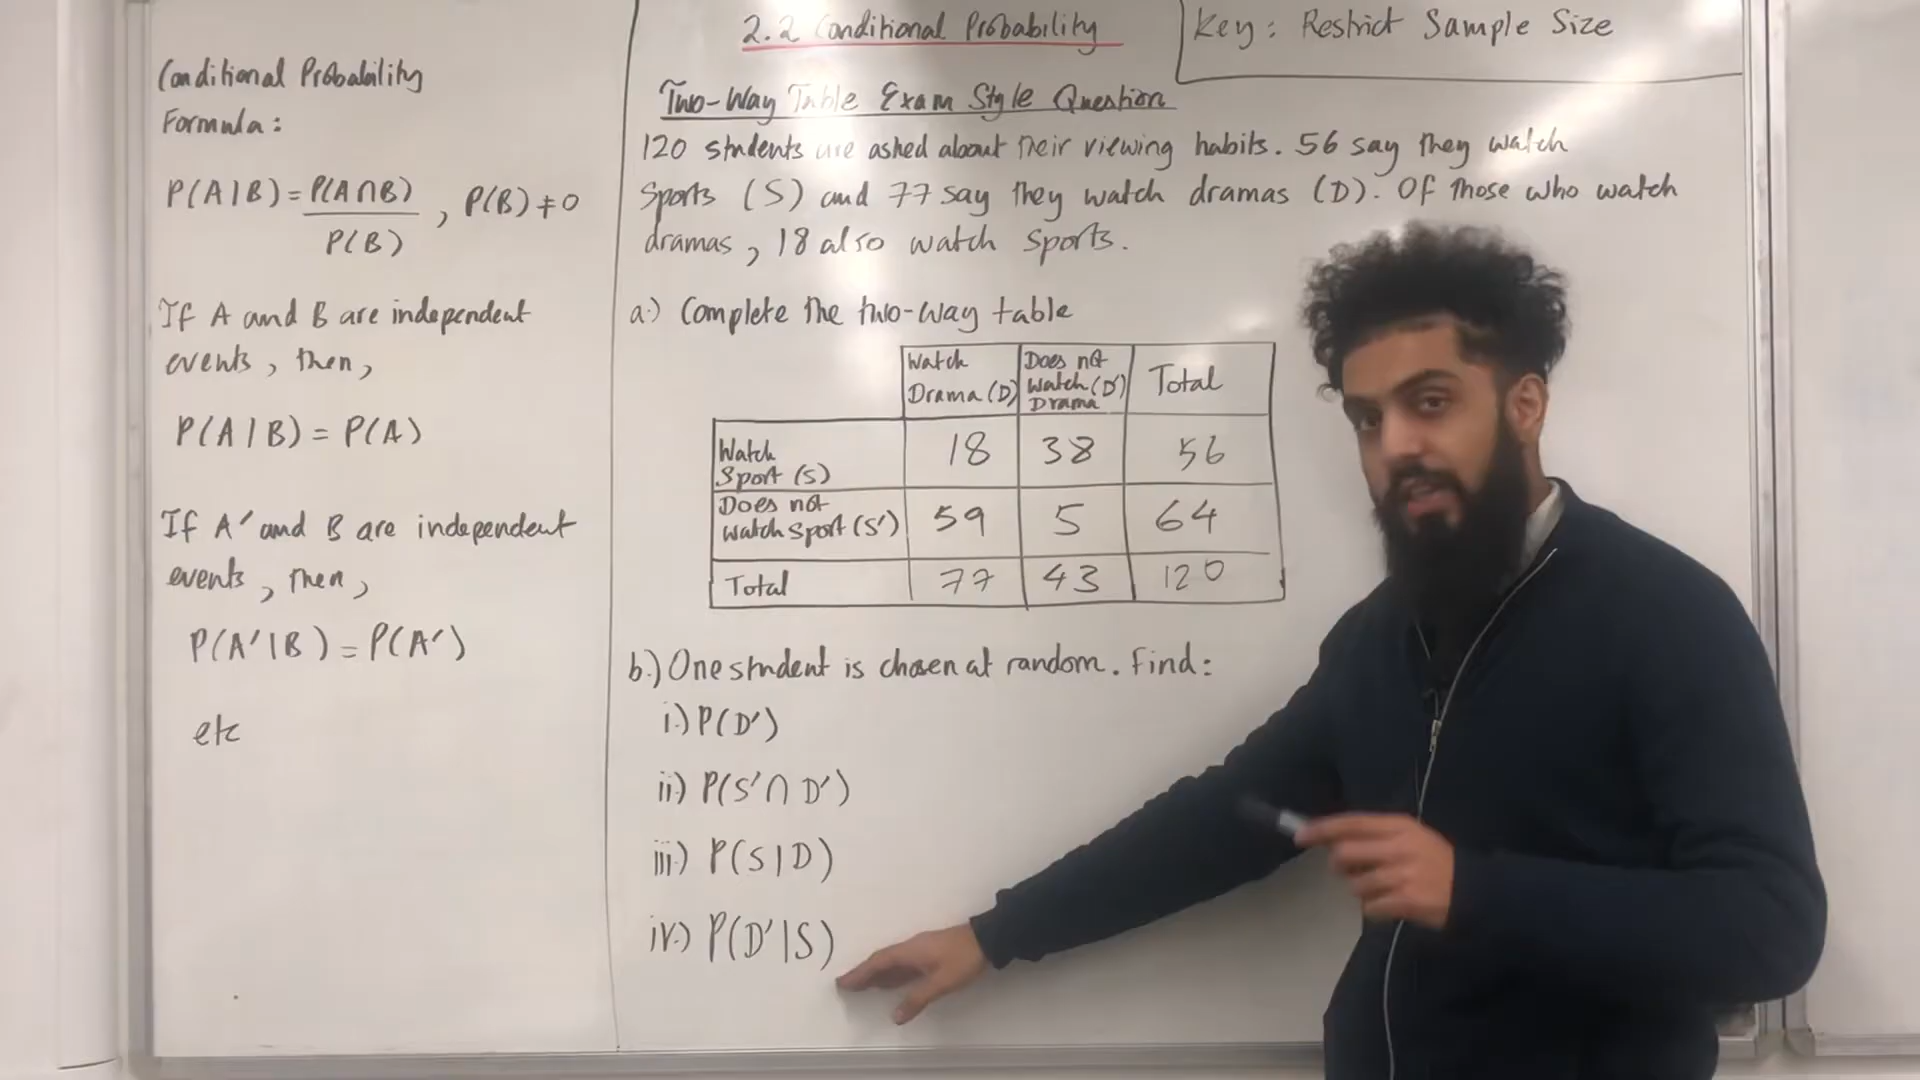 2.2 Conditional Probability
Key: Restrict Sample Size
Conditional Probability
Formula:
P(A|B) = P(A∩B) / P(B) , P(B) ≠ 0
If A and B are independent
events, then,
P(A|B) = P(A)
If A' and B are independent
events, then,
P(A'|B) = P(A')
etc
Two-Way Table Exam Style Question
120 students are asked about their viewing habits. 56 say they watch
Sports (S) and 77 say they watch dramas (D). Of those who watch
dramas, 18 also watch sports.
a.) Complete the two-way table
Watch Drama (D) Does not Watch (D') Drama Total
Watch Sport (S) 18 38 56
Does not Watch Sport (S') 59 5 64
Total 77 43 120
b.) One student is chosen at random. Find:
i.) P(D')
ii.) P(S'∩D')
iii.) P(S|D)
iv.) P(D'|S)